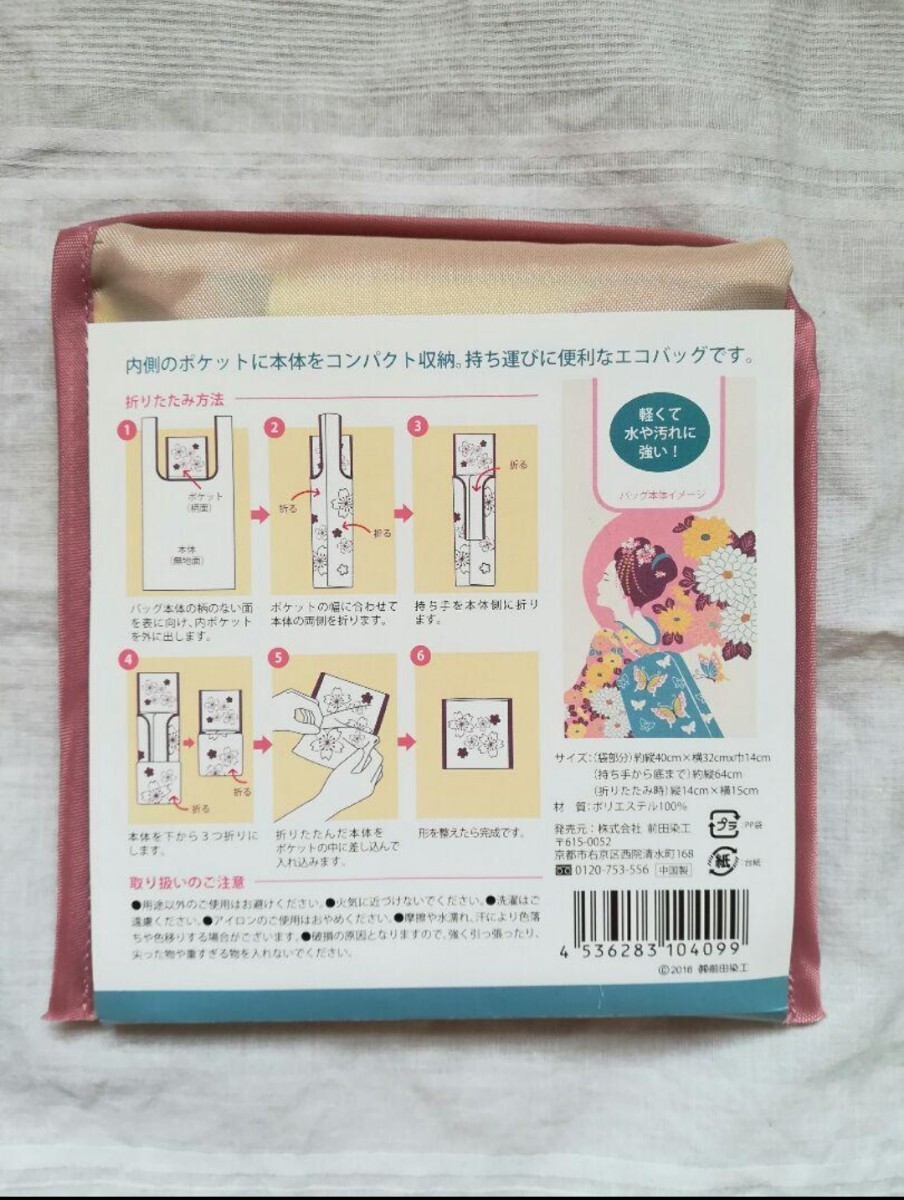 内側のポケットに本体をコンパクト収納。持ち運びに便利なエコバッグです。
折りたたみ方法
1
ポケット
(柄面)
本体
(無地面)
バッグ本体の柄のない面
を表に向け、内ポケット
を外に出します。
2
折る
折る
ポケットの幅に合わせて
本体の両側を折ります。
3
折る
持ち手を本体側に折り
ます。
4
折る
折る
本体を下から3つ折りに
します。
5
折りたたんだ本体を
ポケットの中に差し込んで
入れ込みます。
6
形を整えたら完成です。
取り扱いのご注意
●用途以外のご使用はお避けください。●火気に近づけないでください。●洗濯はご
遠慮ください。●アイロンのご使用はおやめください。●摩擦や水濡れ、汗により色落
ちや色移りする場合がございます。●破損の原因となりますので、強く引っ張ったり、
尖った物や重すぎる物を入れないでください。
軽くて
水や汚れに
強い!
バッグ本体イメージ
サイズ:(袋部分)約縦40cm×横32cmx巾14cm
(持ち手から底まで)約縦64cm
(折りたたみ時)縦14cm×横15cm
材 質:ポリエステル100%
発売元:株式会社 前田染工
〒615-0052
京都市右京区西院清水町168
0120-753-556 中国製
プラ :PP袋
紙 :台紙
4 536283 104099
©2016 ㈱前田染工